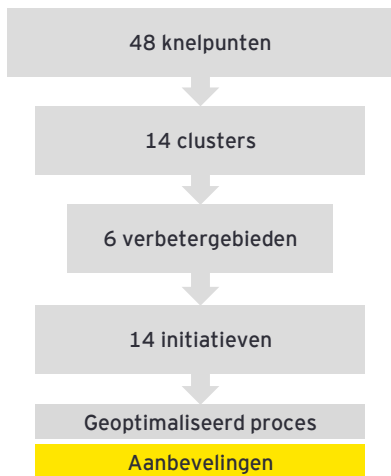 48 knelpunten
14 clusters
6 verbetergebieden
14 initiatieven
Geoptimaliseerd proces
Aanbevelingen